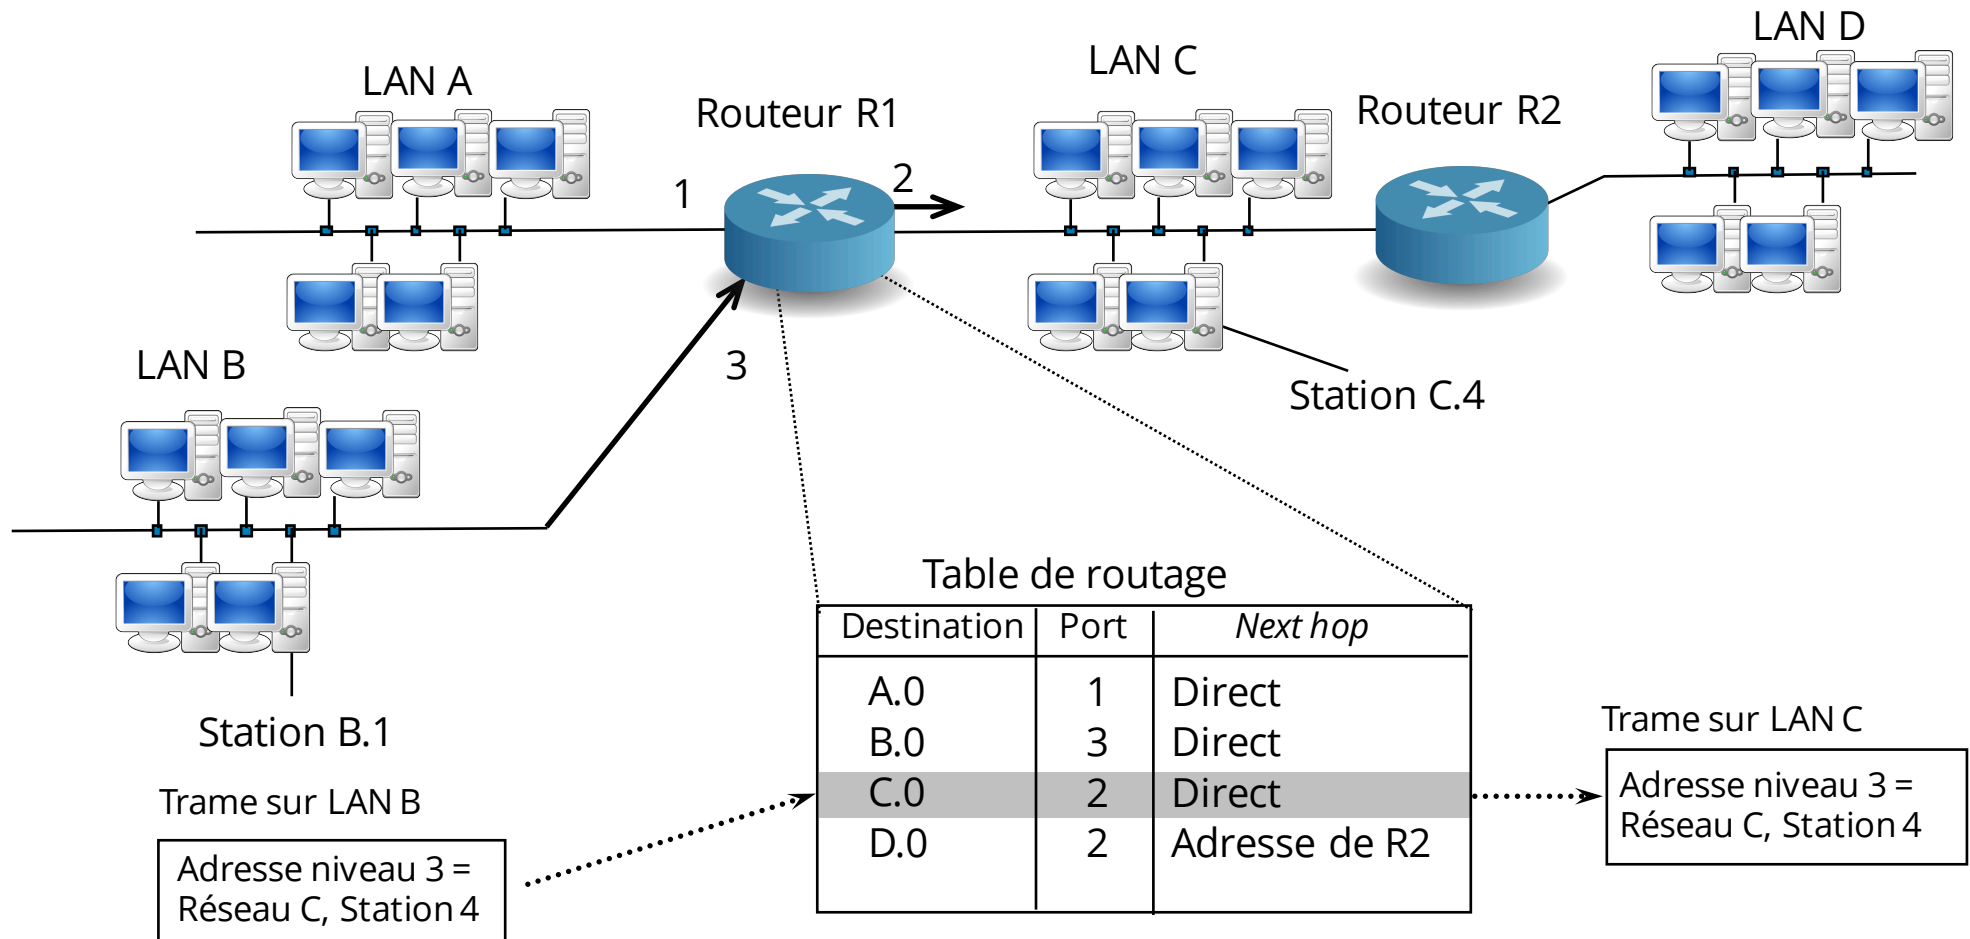 LAN D
LAN C
LAN A
Routeur R1
Routeur R2
1
2
3
LAN B
Station C.4
Station B.1
Table de routage
Destination Port Next hop
A.0 1 Direct
B.0 3 Direct
C.0 2 Direct
D.0 2 Adresse de R2
Trame sur LAN B
Adresse niveau 3 =
Réseau C, Station 4
Trame sur LAN C
Adresse niveau 3 =
Réseau C, Station 4